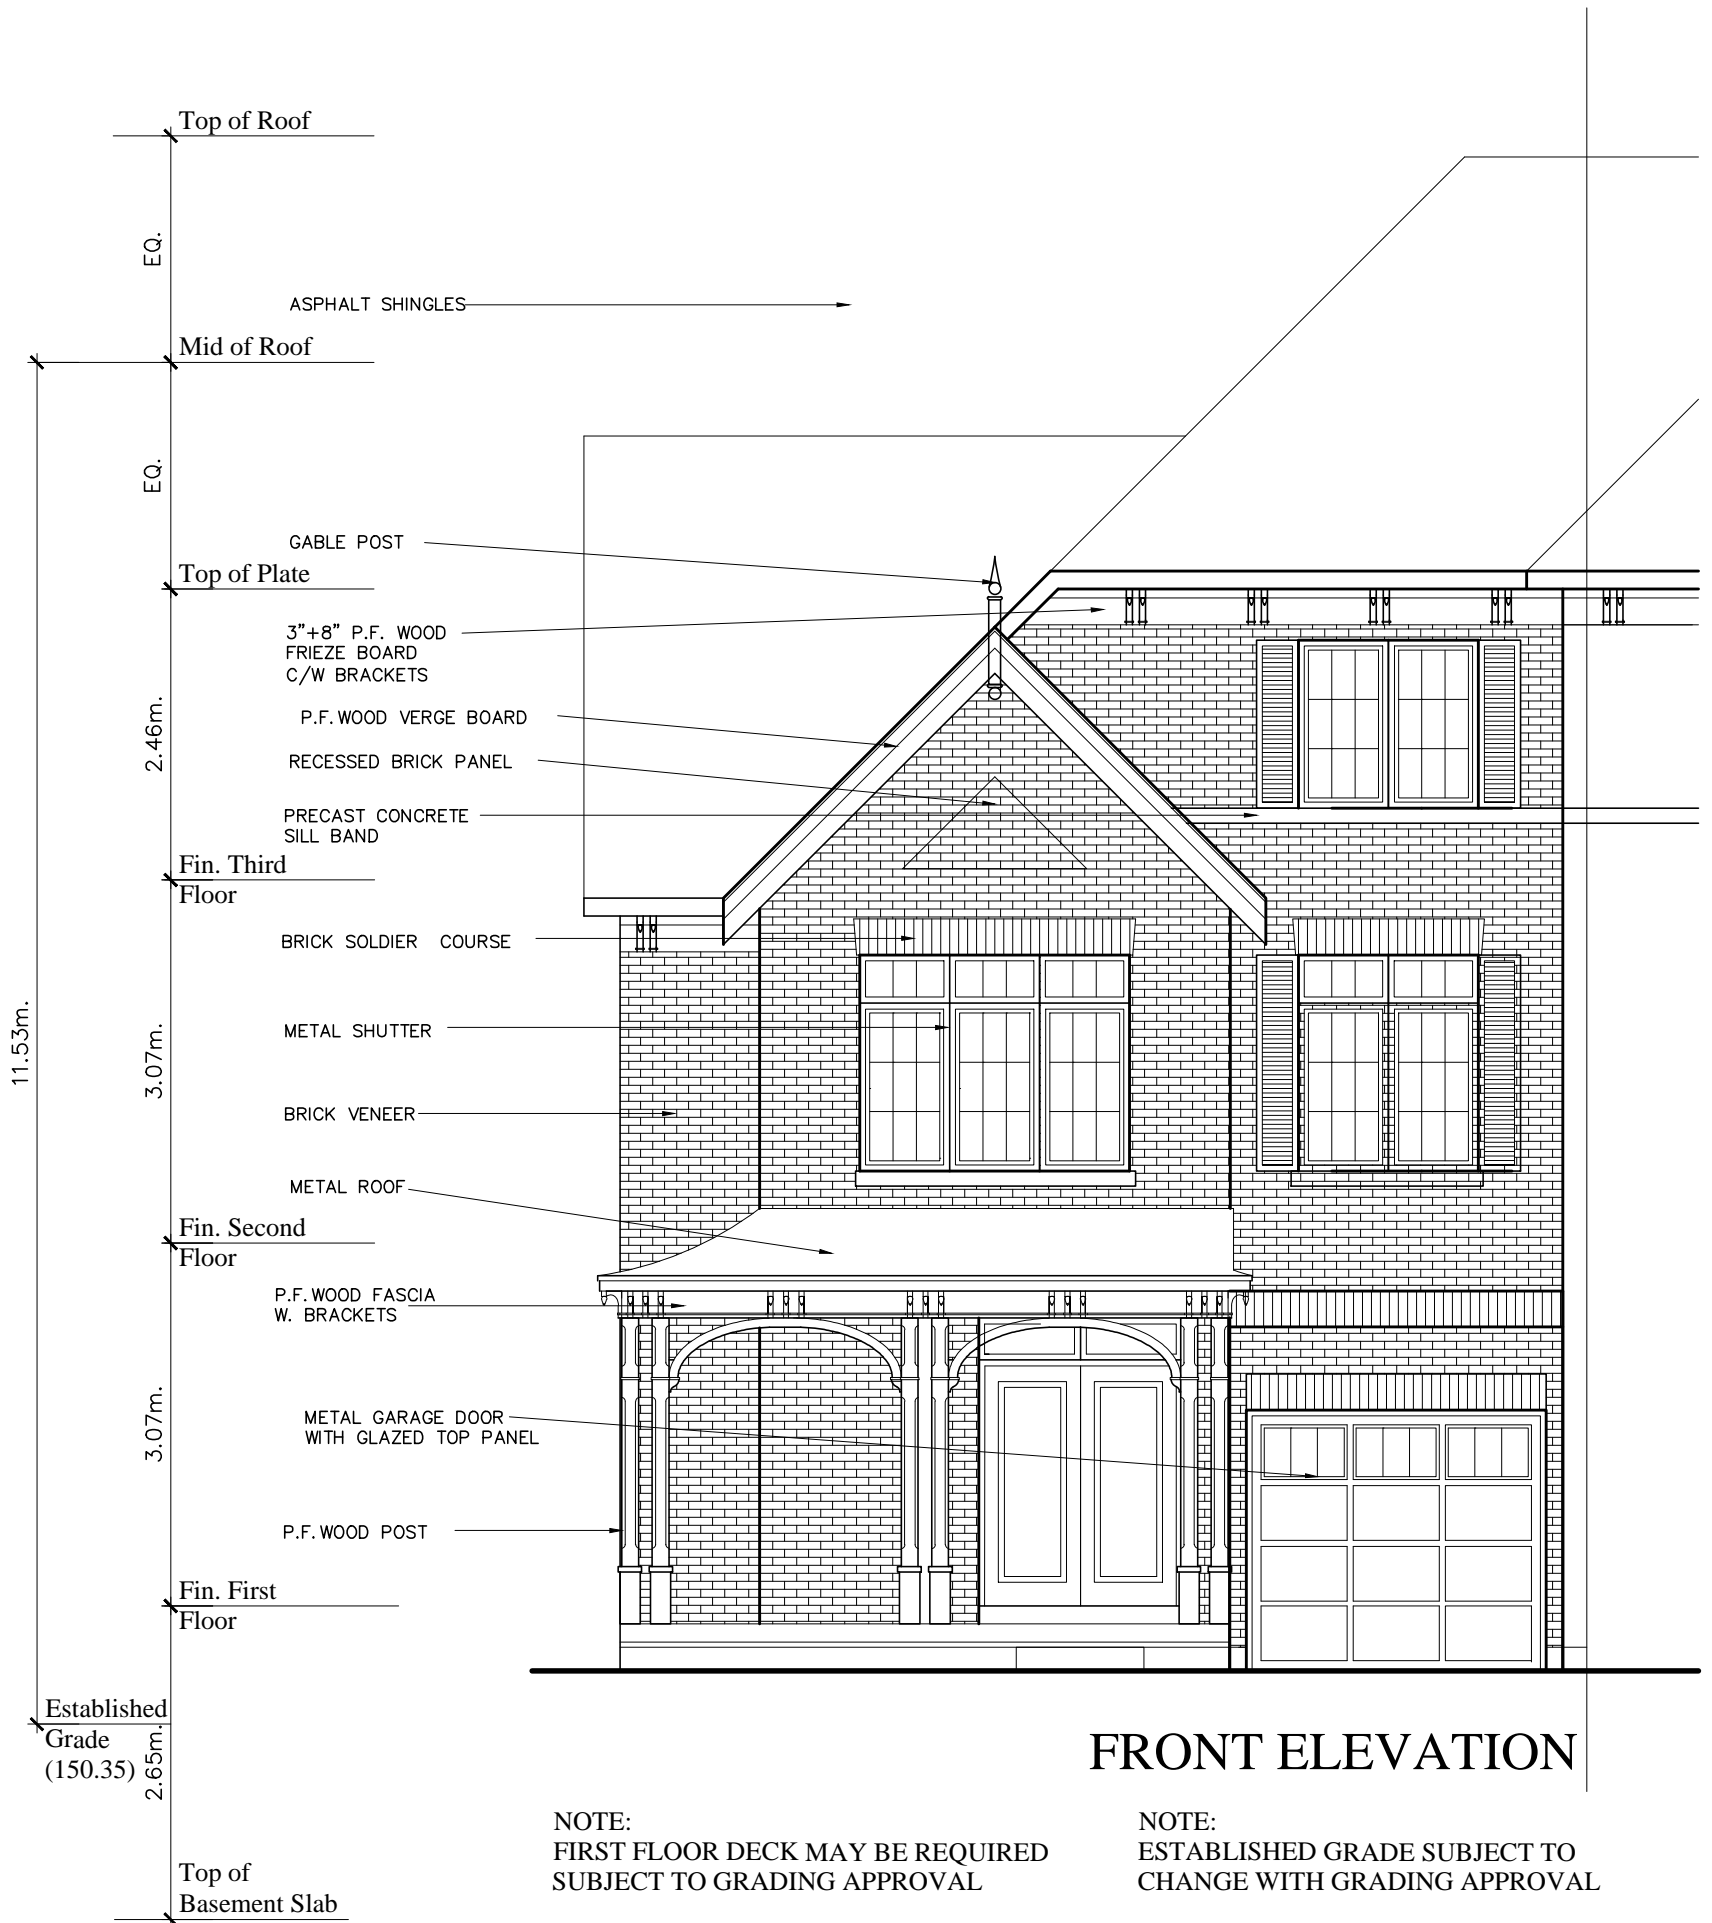 Top of Roof
EQ.
ASPHALT SHINGLES
Mid of Roof
EQ.
GABLE POST
Top of Plate
3"+8" P.F. WOOD
FRIEZE BOARD
C/W BRACKETS
2.46m.
P.F. WOOD VERGE BOARD
RECESSED BRICK PANEL
PRECAST CONCRETE
SILL BAND
Fin. Third
Floor
BRICK SOLDIER COURSE
11.53m.
3.07m.
METAL SHUTTER
BRICK VENEER
METAL ROOF
Fin. Second
Floor
P.F. WOOD FASCIA
W. BRACKETS
3.07m.
METAL GARAGE DOOR
WITH GLAZED TOP PANEL
P.F. WOOD POST
Fin. First
Floor
Established
Grade
(150.35)
2.65m.
FRONT ELEVATION
NOTE:
FIRST FLOOR DECK MAY BE REQUIRED
SUBJECT TO GRADING APPROVAL
NOTE:
ESTABLISHED GRADE SUBJECT TO
CHANGE WITH GRADING APPROVAL
Top of
Basement Slab